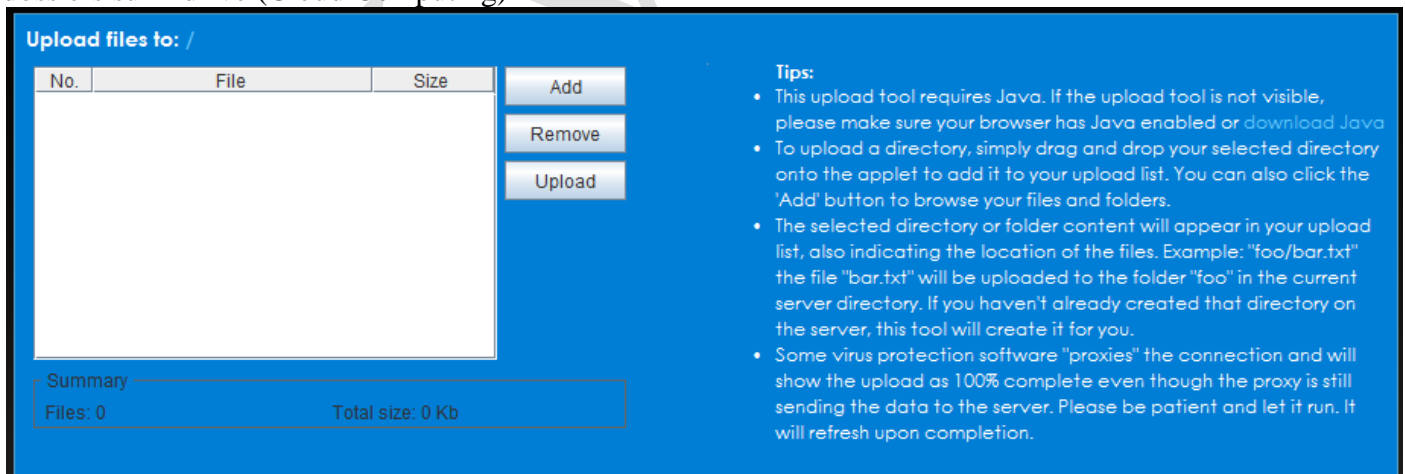 Upload files to: /
No. File Size
Add
Remove
Upload
Summary
Files: 0 Total size: 0 Kb
Tips:
• This upload tool requires Java. If the upload tool is not visible,
please make sure your browser has Java enabled or download Java
• To upload a directory, simply drag and drop your selected directory
onto the applet to add it to your upload list. You can also click the
'Add' button to browse your files and folders.
• The selected directory or folder content will appear in your upload
list, also indicating the location of the files. Example: "foo/bar.txt"
the file "bar.txt" will be uploaded to the folder "foo" in the current
server directory. If you haven't already created that directory on
the server, this tool will create it for you.
• Some virus protection software "proxies" the connection and will
show the upload as 100% complete even though the proxy is still
sending the data to the server. Please be patient and let it run. It
will refresh upon completion.